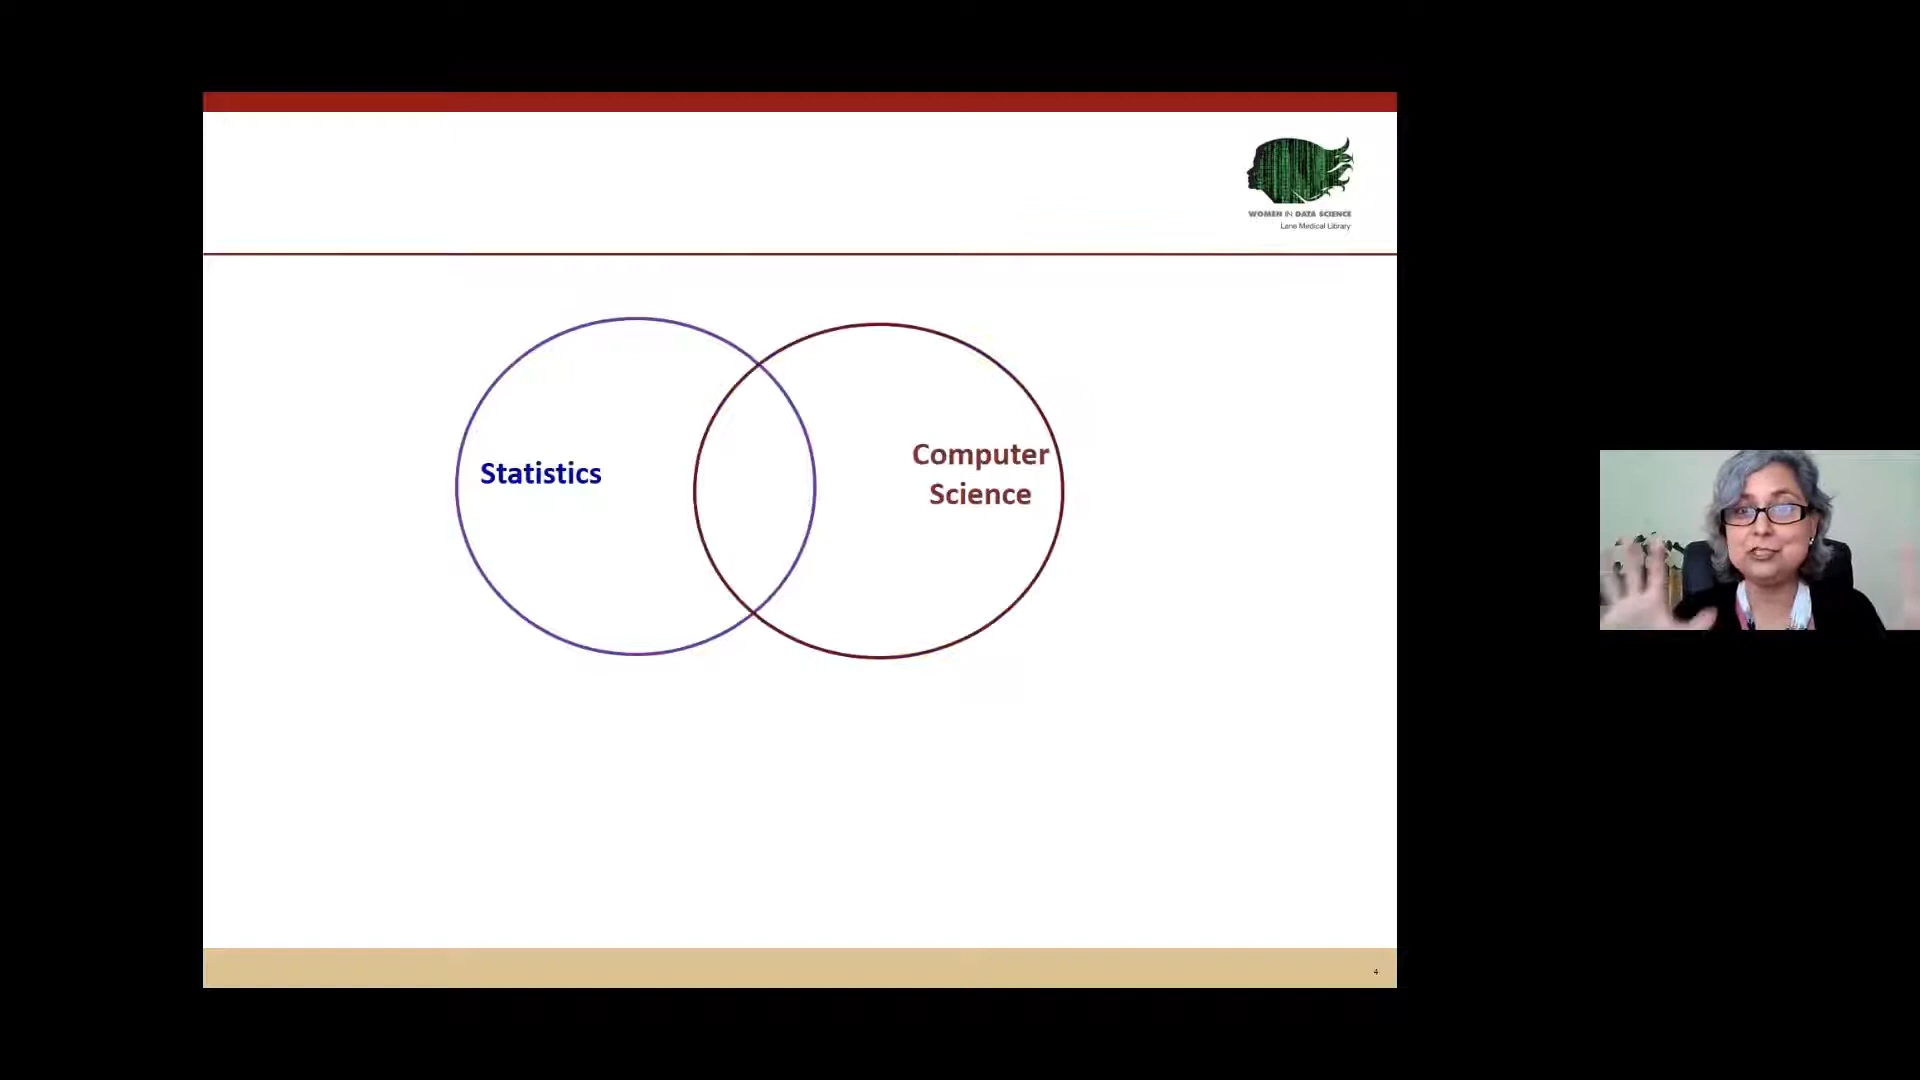 WOMEN IN DATA SCIENCE
Lane Medical Library
Statistics
Computer
Science
4